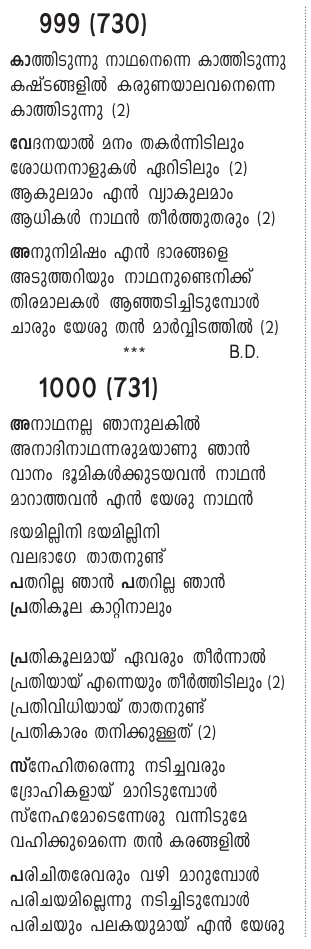 999 (730)
കാത്തിടുന്നു നാഥനെന്നെ കാത്തിടുന്നു
കഷ്ടങ്ങളിൽ കരുണയാലവനെന്നെ
കാത്തിടുന്നു (2)
വേദനയാൽ മനം തകർന്നിടിലും
ശോധനനാളുകൾ ഏറിടിലും (2)
ആകുലമാം എൻ വ്യാകുലമാം
ആധികൾ നാഥൻ തീർത്തുതരും (2)
അനുനിമിഷം എൻ ഭാരങ്ങളെ
അടുത്തറിയും നാഥനുണ്ടെനിക്ക്
തിരമാലകൾ ആഞ്ഞടിച്ചിടുമ്പോൾ
ചാരും യേശു തൻ മാർവ്വിടത്തിൽ (2)
*** B.D.
1000 (731)
അനാഥനല്ല ഞാനുലകിൽ
അനാദിനാഥന്നരുമയാണു ഞാൻ
വാനം ഭൂമികൾക്കുടയവൻ നാഥൻ
മാറാത്തവൻ എൻ യേശു നാഥൻ
ഭയമില്ലിനി ഭയമില്ലിനി
വലഭാഗേ താതനുണ്ട്
പതറില്ല ഞാൻ പതറില്ല ഞാൻ
പ്രതികൂല കാറ്റിനാലും
പ്രതികൂലമായ് ഏവരും തീർന്നാൽ
പ്രതിയായ് എന്നെയും തീർത്തിടിലും (2)
പ്രതിവിധിയായ് താതനുണ്ട്
പ്രതികാരം തനിക്കുള്ളത് (2)
സ്നേഹിതരെന്നു നടിച്ചവരും
ദ്രോഹികളായ് മാറിടുമ്പോൾ
സ്നേഹമോടെന്നേശു വന്നിടുമേ
വഹിക്കുമെന്നെ തൻ കരങ്ങളിൽ
പരിചിതരേവരും വഴി മാറുമ്പോൾ
പരിചയമില്ലെന്നു നടിച്ചിടുമ്പോൾ
പരിചയും പലകയുമായ് എൻ യേശു